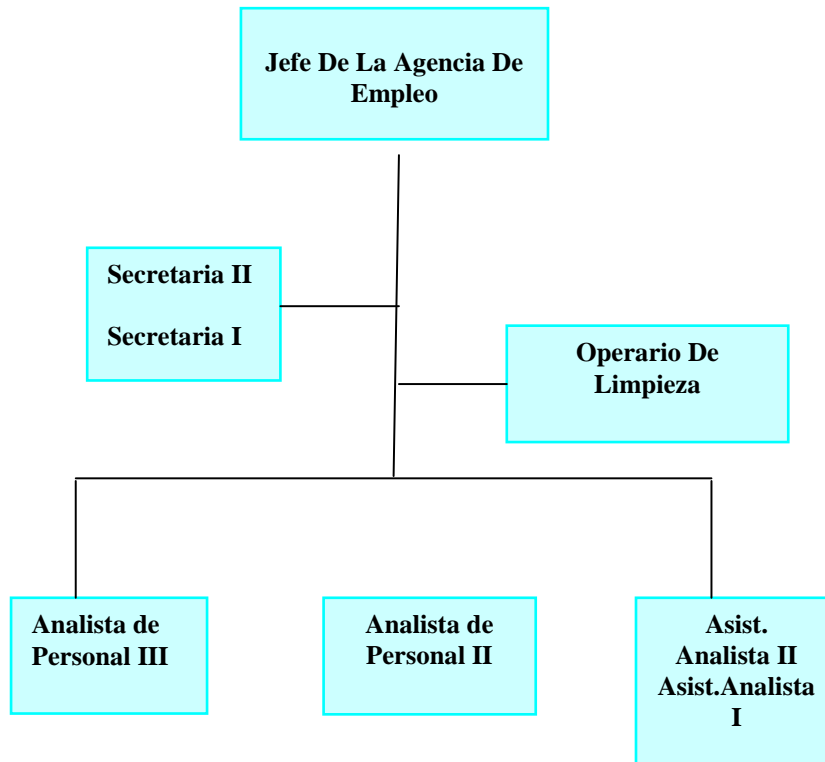 Jefe De La Agencia De
Empleo
Secretaria II
Secretaria I
Operario De
Limpieza
Analista de
Personal III
Analista de
Personal II
Asist.
Analista II
Asist.Analista
I